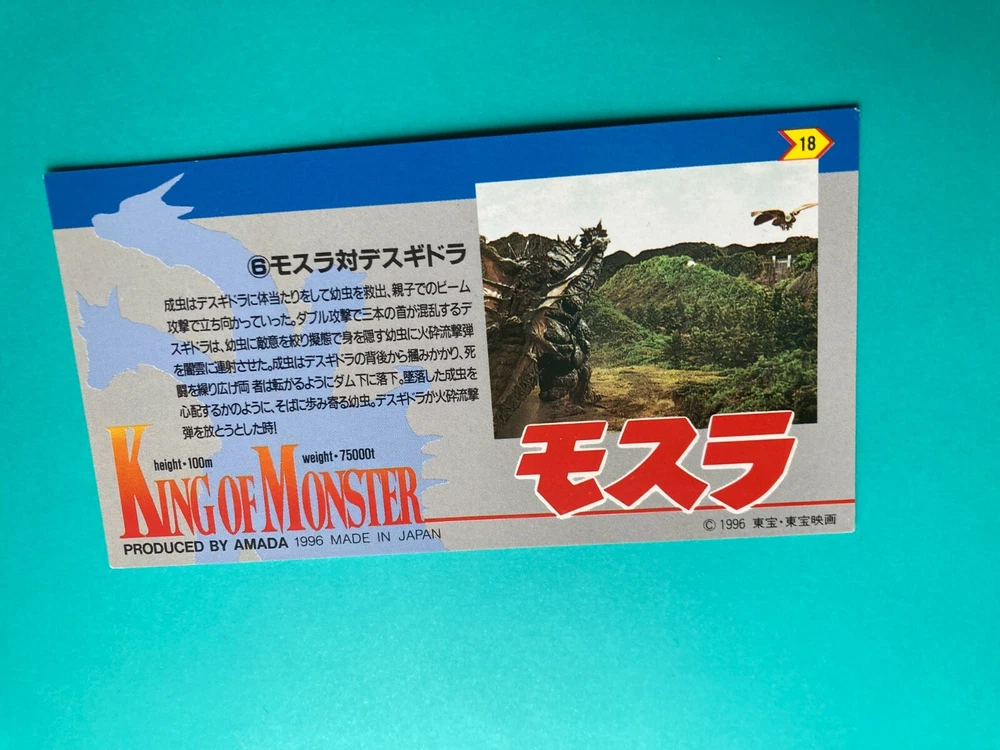 18
⑥モスラ対デスギドラ
成虫はデスギドラに体当たりをして幼虫を救出、親子でのビーム
攻撃で立ち向かっていった。ダブル攻撃で三本の首が混乱するデ
スギドラは、幼虫に敵意を絞り擬態で身を隠す幼虫に火砕流撃弾
を闇雲に連射させた。成虫はデスギドラの背後から掴みかかり、死
闘を繰り広げ両者は転がるようにダム下に落下。墜落した成虫を
心配するかのように、そばに歩み寄る幼虫。デスギドラが火砕流撃
弾を放とうとした時!
height・100m
weight・75000t
KING OF MONSTER
PRODUCED BY AMADA 1996 MADE IN JAPAN
モスラ
© 1996 東宝・東宝映画